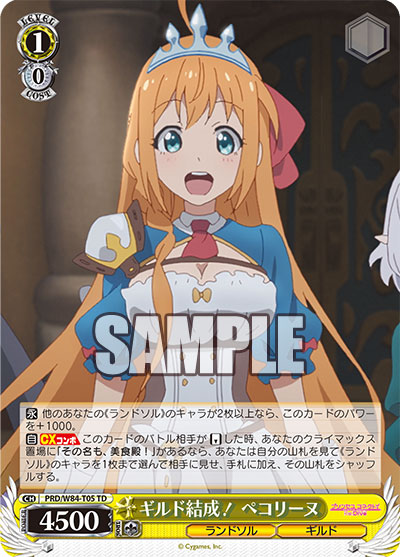 LEVEL
1
0
COST
SAMPLE
永 他のあなたの《ランドソル》のキャラが2枚以上なら、このカードのパワー
を+1000。
自 CXコンボ このカードのバトル相手が した時、あなたのクライマックス
置場に「その名も、美食殿!」があるなら、あなたは自分の山札を見て《ランド
ソル》のキャラを1枚まで選んで相手に見せ、手札に加え、その山札をシャッ
フルする。
CH PRD/W84-T05 TD
ギルド結成! ペコリーヌ
4500
ランドソル
ギルド
© Cygames, Inc.